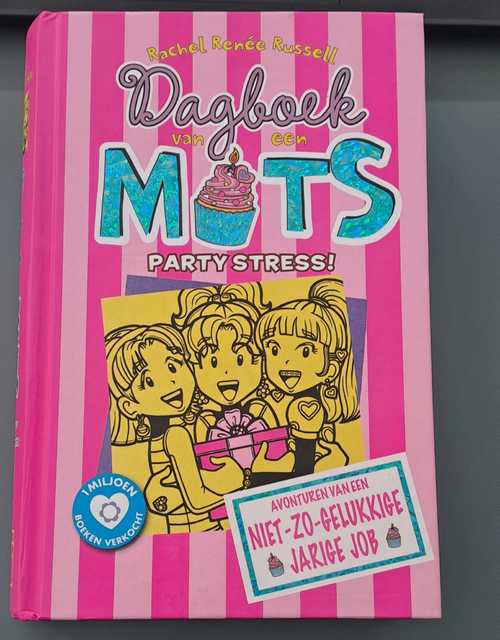 Rachel Renée Russell
Dagboek
van een
MUTS
PARTY STRESS!
1 MILJOEN
BOEKEN VERKOCHT
AVONTUREN VAN EEN
NIET-ZO-GELUKKIGE
JARIGE JOB